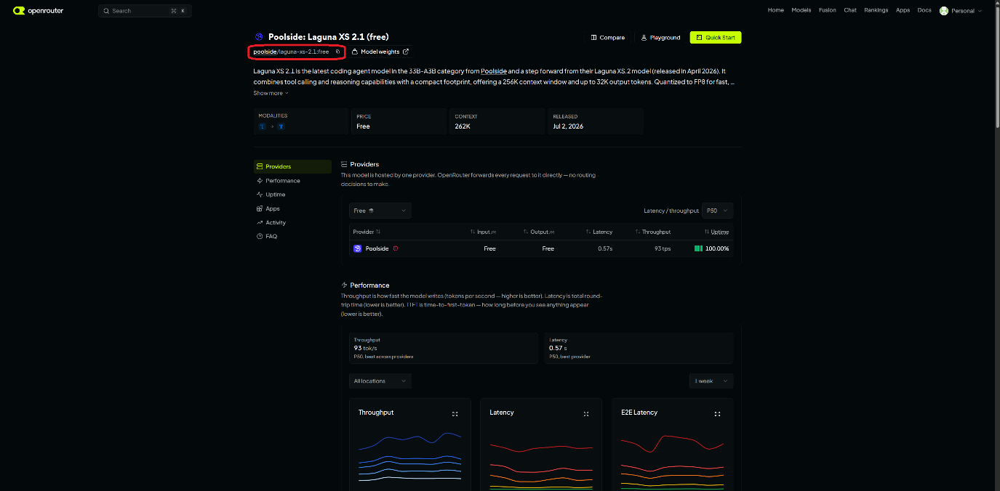 openrouter
Search
⌘ K
Home Models Fusion Chat Rankings Apps Docs Personal
Poolside: Laguna XS 2.1 (free)
Compare Playground Quick Start
poolside/laguna-xs-2.1:free
Model weights
Laguna XS 2.1 is the latest coding agent model in the 33B-A3B category from Poolside and a step forward from their Laguna XS.2 model (released in April 2026). It
combines tool calling and reasoning capabilities with a compact footprint, offering a 256K context window and up to 32K output tokens. Quantized to FP8 for fast, ...
Show more
MODALITIES
PRICE
Free
CONTEXT
262K
RELEASED
Jul 2, 2026
Providers
Performance
Uptime
Apps
Activity
FAQ
Providers
This model is hosted by one provider. OpenRouter forwards every request to it directly — no routing
decisions to make.
Free
Latency / throughput P50
Provider Input /M Output /M Latency Throughput Uptime
Poolside Free Free 0.57s 93 tps 100.00%
Performance
Throughput is how fast the model writes (tokens per second — higher is better). Latency is total round-
trip time (lower is better). TTFT is time-to-first-token — how long before you see anything appear
(lower is better).
Throughput
93 tok/s
P50, best across providers
Latency
0.57 s
P50, best provider
All locations
1 week
Throughput
Latency
E2E Latency